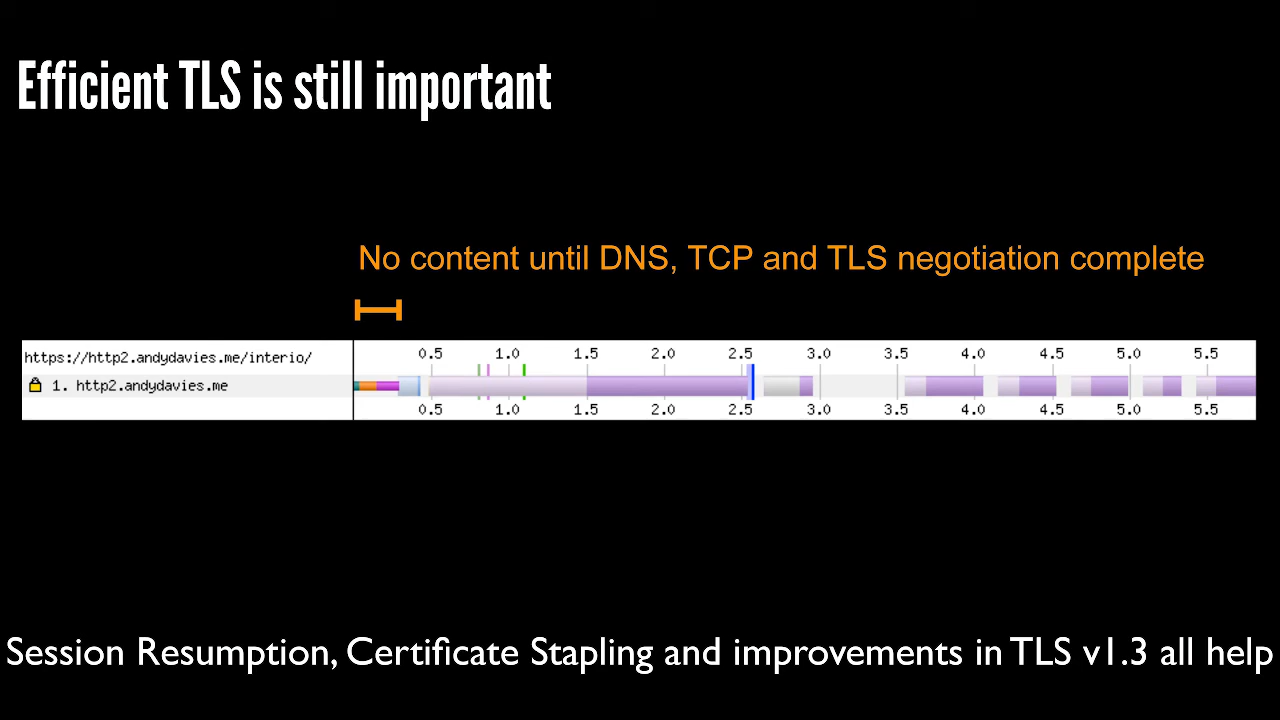 Efficient TLS is still important
No content until DNS, TCP and TLS negotiation complete
https://http2.andydavies.me/interio/
0.5 1.0 1.5 2.0 2.5 3.0 3.5 4.0 4.5 5.0 5.5
1. http2.andydavies.me
0.5 1.0 1.5 2.0 2.5 3.0 3.5 4.0 4.5 5.0 5.5
Session Resumption, Certificate Stapling and improvements in TLS v1.3 all help